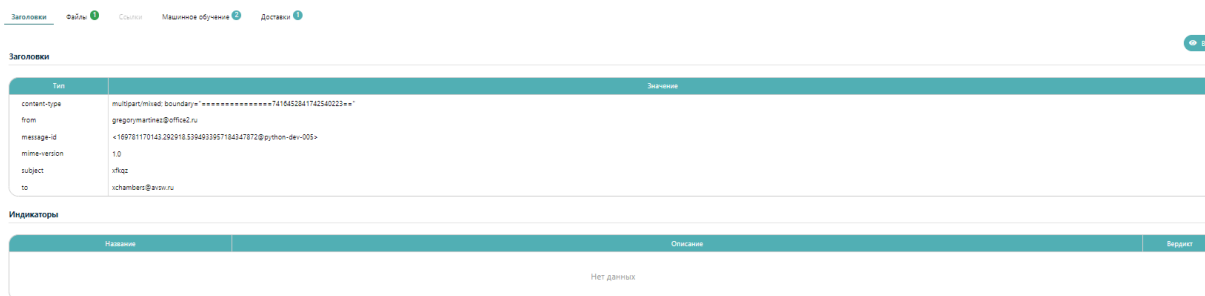 Заголовки Файлы 1 Ссылки Машинное обучение 2 Доставки 1
Заголовки
Тип Значение
content-type multipart/mixed; boundary="===============7416452841742540223=="
from gregorymartinez@office2.ru
message-id <169781170143.292918.5394933957184347872@python-dev-005>
mime-version 1.0
subject xfkqz
to xchambers@avsw.ru
Индикаторы
Название Описание Вердикт
Нет данных